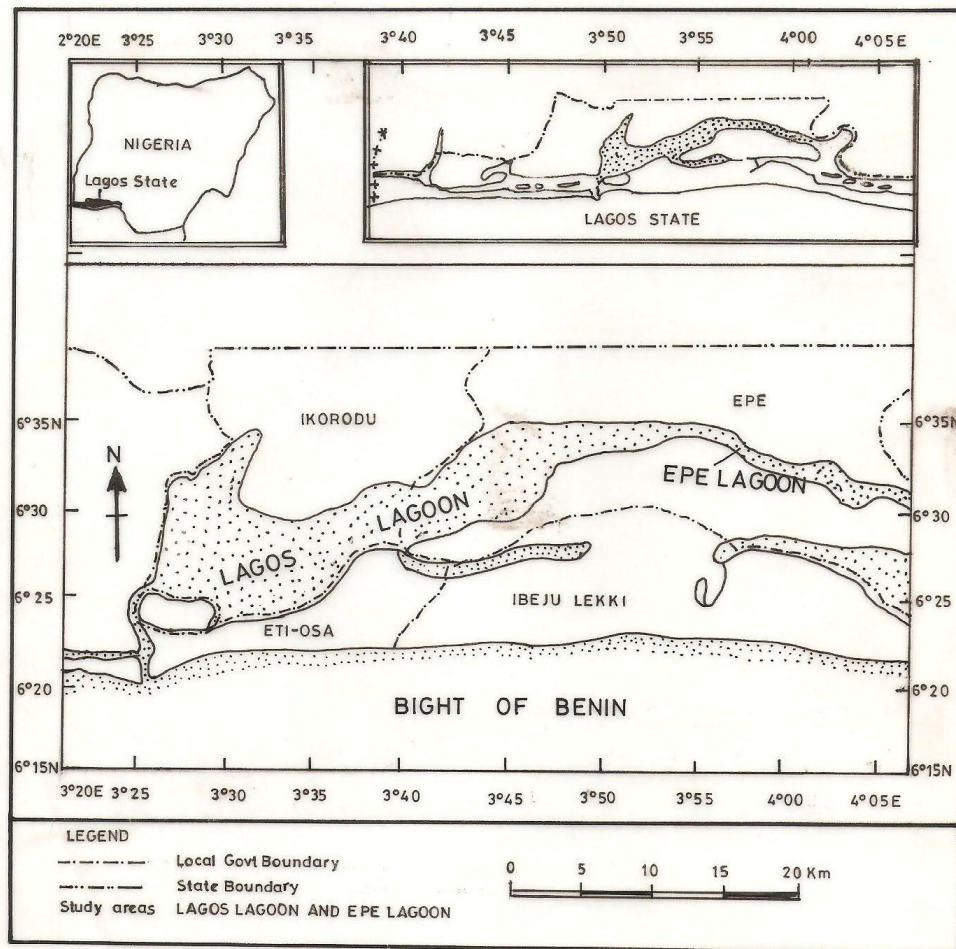 2°20E 3°25 3°30 3°40 3°45 3°50 3°55 4°00 4°05E
NIGERIA
Lagos State
LAGOS STATE
IKORODU
EPE
6°35N
6°35N
N
EPE LAGOON
LAGOON
6°30
6°30
LAGOS
6°25
6°25
IBEJU LEKKI
ETI-OSA
6°20
6°20
BIGHT OF BENIN
6°15N
6°15N
3°20E 3°25 3°30 3°35 3°40 3°45 3°50 3°55 4°00 4°05E
LEGEND
Local Govt Boundary
State Boundary
Study areas LAGOS LAGOON AND EPE LAGOON
0 5 10 15 20 Km